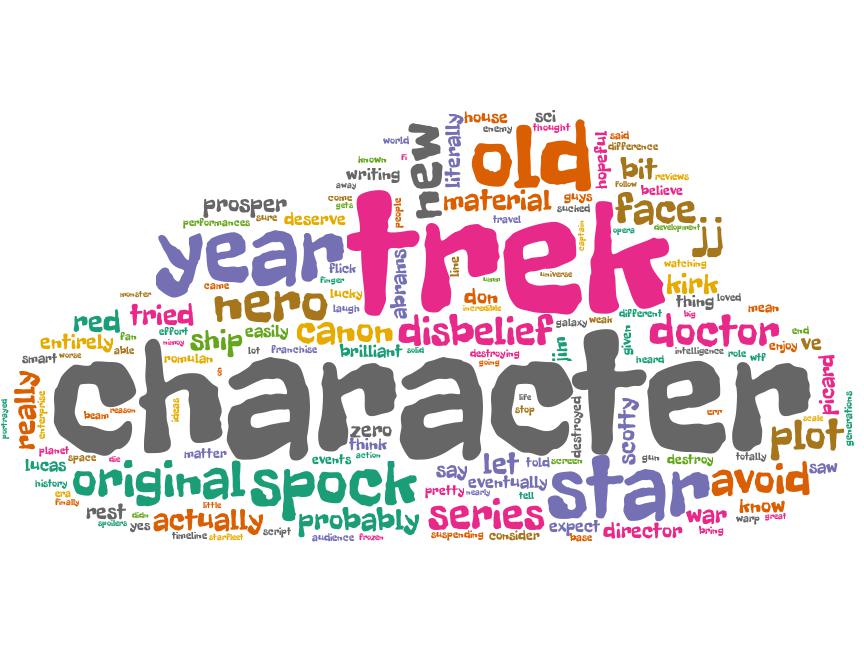 house
sci
enemy
thought
new
literally
old
hopeful
said
difference
world
known
fi
writing
away
bit
reviews
follow
believe
material
guys
sucked
face
come
gets
people
prosper
performances
sure
deserve
travel
captain
opera
development
jj
year
trek
flick
finger
abrams
line
universe
watching
kirk
came
monster
nero
lucky
laugh
don
incredible
thing
loved
red
tried
effort
nimoy
ship
easily
canon
disbelief
galaxy
weak
different
big
doctor
mean
end
enjoy
ve
entirely
fan
able
smart
worse
romulan
lot
franchise
brilliant
solid
destroying
going
jim
given
heard
intelligence
role
wtf
picard
character
portrayed
really
enterprise
beam
reason
ideas
zero
think
life
stop
destroyed
scotty
err
scale
plot
generations
planet
space
die
matter
events
action
lucas
history
era
finally
original
spock
say
let
told
screen
gun
destroy
totally
eventually
pretty
nearly
tell
star
avoid
saw
rest
didn
spoilers
yes
little
actually
timeline
starfleet
script
probably
audience
frozen
series
suspending
consider
expect
base
director
war
bring
know
warp
great